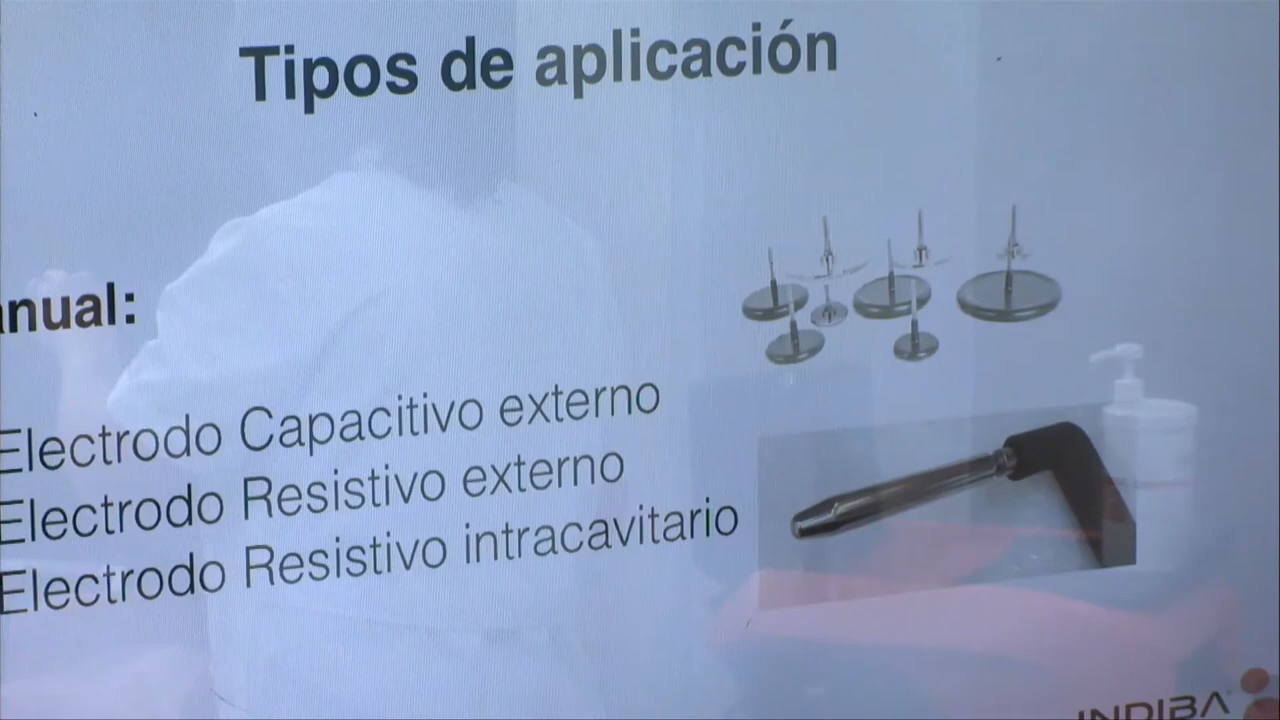 Tipos de aplicación
anual:
Electrodo Capacitivo externo
Electrodo Resistivo externo
Electrodo Resistivo intracavitario
INDIBA